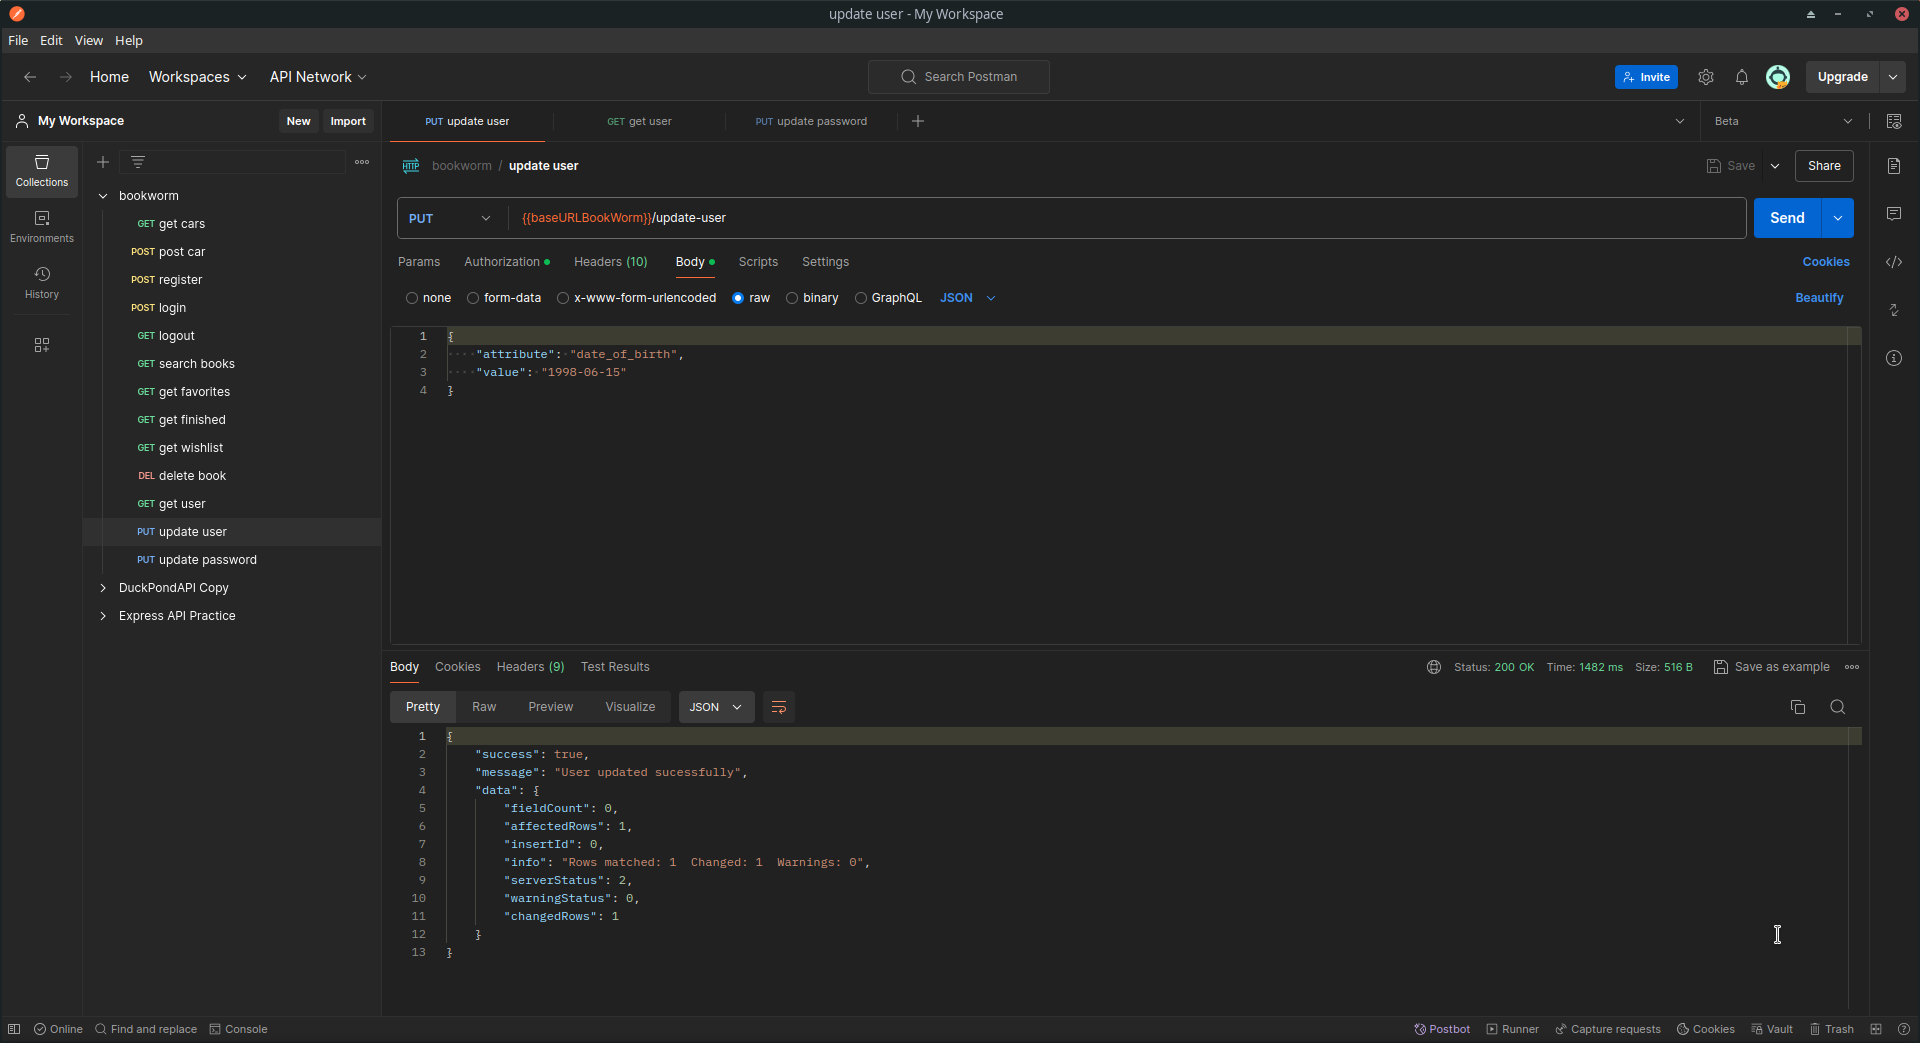 update user - My Workspace
File Edit View Help
Home Workspaces API Network Search Postman Invite Upgrade
My Workspace New Import
PUT update user GET get user PUT update password Beta
Collections
Environments
History
bookworm
GET get cars
POST post car
POST register
POST login
GET logout
GET search books
GET get favorites
GET get finished
GET get wishlist
DEL delete book
GET get user
PUT update user
PUT update password
DuckPondAPI Copy
Express API Practice
HTTP bookworm / update user Save Share
PUT {{baseURLBookWorm}}/update-user Send
Params Authorization Headers (10) Body Scripts Settings Cookies
none form-data x-www-form-urlencoded raw binary GraphQL JSON Beautify
1 {
2 ····"attribute":·"date_of_birth",
3 ····"value":·"1998-06-15"
4 }
Body Cookies Headers (9) Test Results Status: 200 OK Time: 1482 ms Size: 516 B Save as example
Pretty Raw Preview Visualize JSON
1 {
2 "success": true,
3 "message": "User updated sucessfully",
4 "data": {
5 "fieldCount": 0,
6 "affectedRows": 1,
7 "insertId": 0,
8 "info": "Rows matched: 1  Changed: 1  Warnings: 0",
9 "serverStatus": 2,
10 "warningStatus": 0,
11 "changedRows": 1
12 }
13 }
Online Find and replace Console Postbot Runner Capture requests Cookies Vault Trash